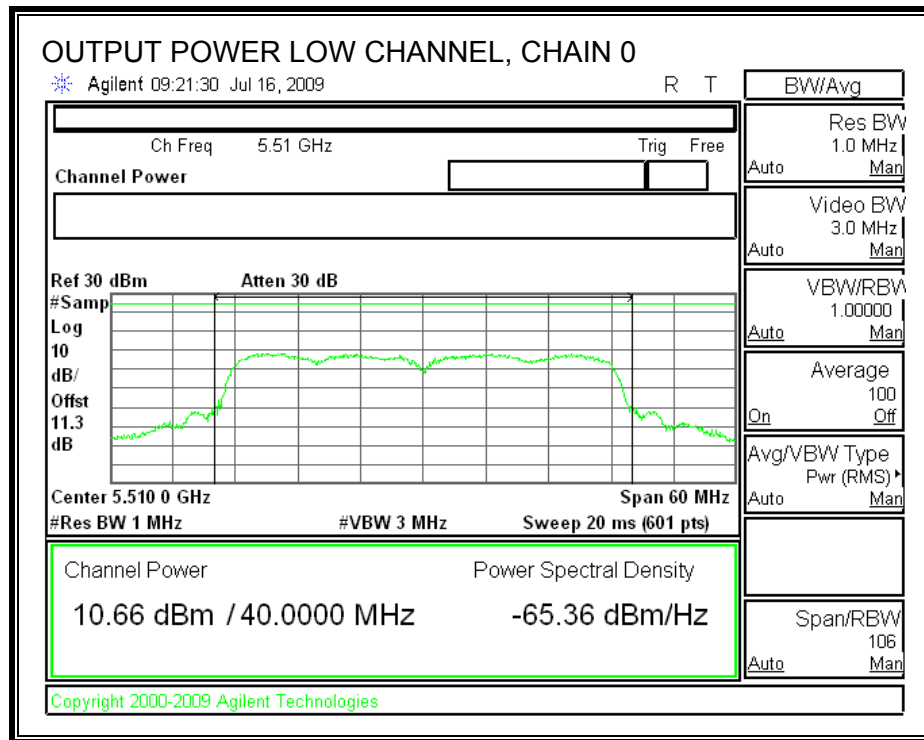 OUTPUT POWER LOW CHANNEL, CHAIN 0
Agilent 09:21:30 Jul 16, 2009
R T
Ch Freq 5.51 GHz
Trig Free
Channel Power
Ref 30 dBm
Atten 30 dB
#Samp
Log
10
dB/
Offst
11.3
dB
Center 5.510 0 GHz
Span 60 MHz
#Res BW 1 MHz
#VBW 3 MHz
Sweep 20 ms (601 pts)
Channel Power
Power Spectral Density
10.66 dBm / 40.0000 MHz
-65.36 dBm/Hz
Copyright 2000-2009 Agilent Technologies
BW/Avg
Res BW
1.0 MHz
Auto Man
Video BW
3.0 MHz
Auto Man
VBW/RBW
1.00000
Auto Man
Average
100
On Off
Avg/VBW Type
Pwr (RMS)
Auto Man
Span/RBW
106
Auto Man